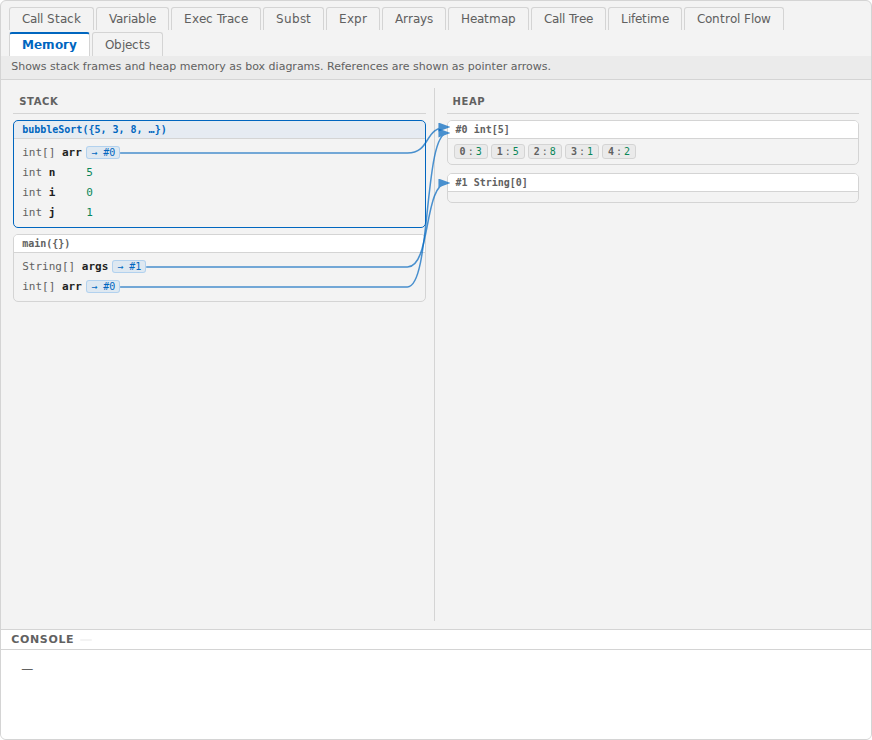 Call Stack Variable Exec Trace Subst Expr Arrays Heatmap Call Tree Lifetime Control Flow
Memory Objects
Shows stack frames and heap memory as box diagrams. References are shown as pointer arrows.
STACK
bubbleSort({5, 3, 8, …})
int[] arr → #0
int n 5
int i 0
int j 1
main({})
String[] args → #1
int[] arr → #0
HEAP
#0 int[5]
0:3 1:5 2:8 3:1 4:2
#1 String[0]
CONSOLE —
—